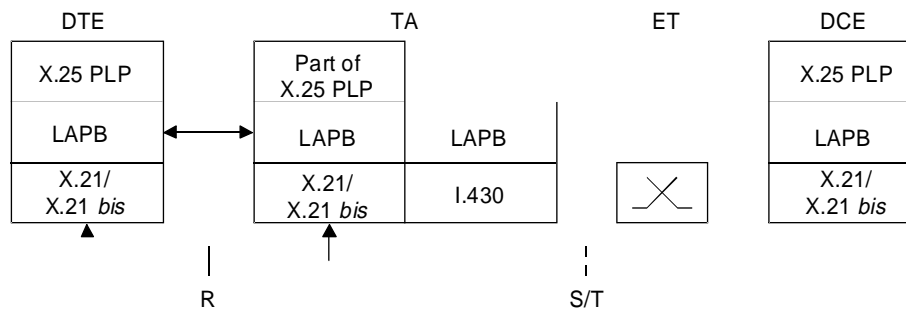 DTE TA ET DCE
X.25 PLP Part of X.25 PLP
X.25 PLP
LAPB LAPB LAPB
X.21/ X.21/ I.430 X.21/
X.21 bis X.21 bis X.21 bis
R S/T